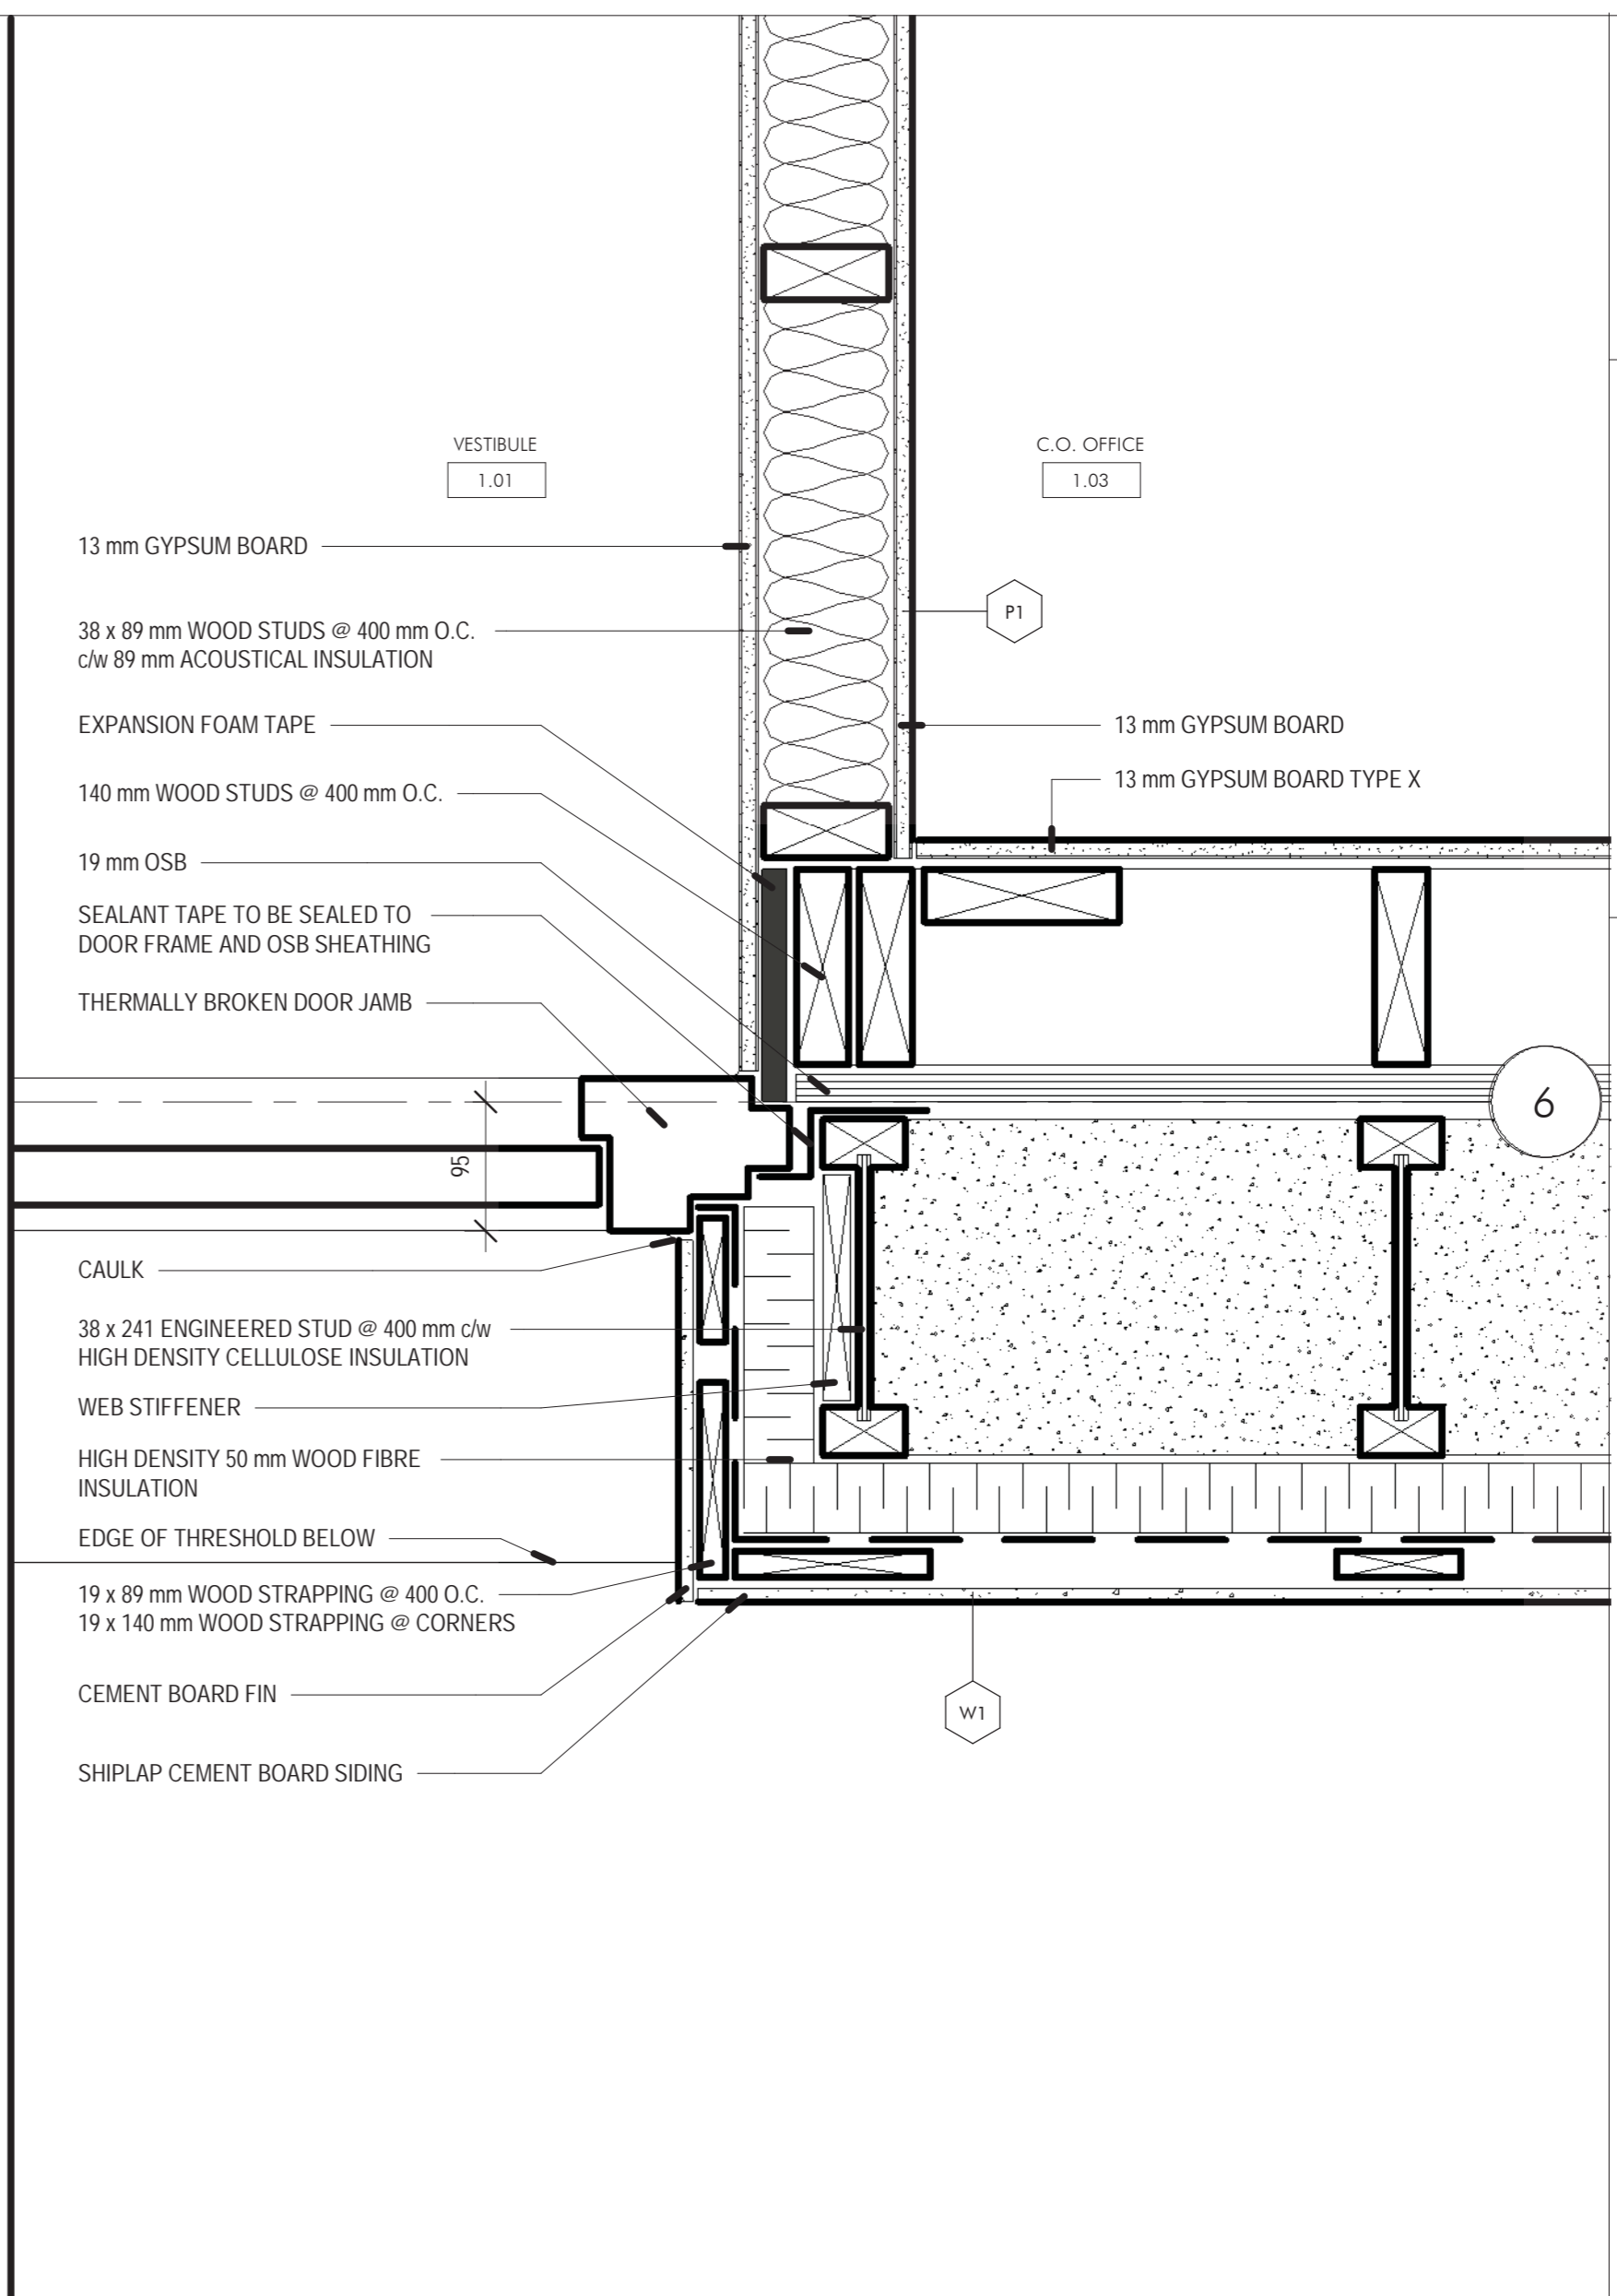 VESTIBULE
1.01
C.O. OFFICE
1.03
13 mm GYPSUM BOARD
P1
38 x 89 mm WOOD STUDS @ 400 mm O.C.
c/w 89 mm ACOUSTICAL INSULATION
EXPANSION FOAM TAPE
13 mm GYPSUM BOARD
13 mm GYPSUM BOARD TYPE X
140 mm WOOD STUDS @ 400 mm O.C.
19 mm OSB
SEALANT TAPE TO BE SEALED TO
DOOR FRAME AND OSB SHEATHING
THERMALLY BROKEN DOOR JAMB
6
95
CAULK
38 x 241 ENGINEERED STUD @ 400 mm c/w
HIGH DENSITY CELLULOSE INSULATION
WEB STIFFENER
HIGH DENSITY 50 mm WOOD FIBRE
INSULATION
EDGE OF THRESHOLD BELOW
19 x 89 mm WOOD STRAPPING @ 400 O.C.
19 x 140 mm WOOD STRAPPING @ CORNERS
CEMENT BOARD FIN
W1
SHIPLAP CEMENT BOARD SIDING